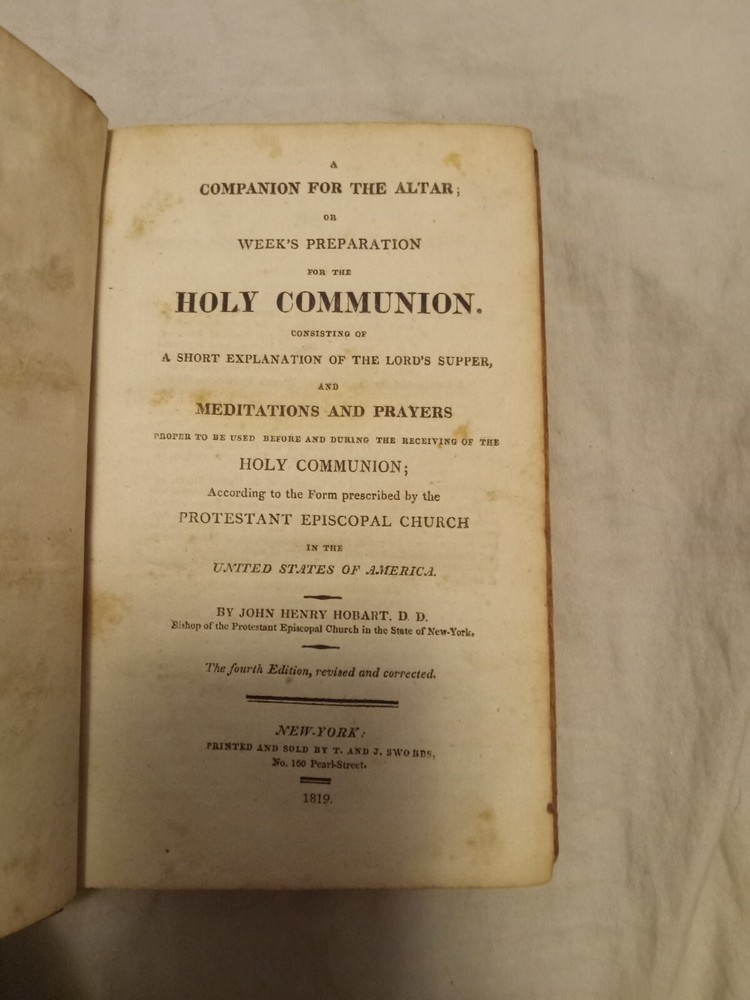 A
COMPANION FOR THE ALTAR;
OR
WEEK'S PREPARATION
FOR THE
HOLY COMMUNION.
CONSISTING OF
A SHORT EXPLANATION OF THE LORD'S SUPPER,
AND
MEDITATIONS AND PRAYERS
PROPER TO BE USED BEFORE AND DURING THE RECEIVING OF THE
HOLY COMMUNION;
According to the Form prescribed by the
PROTESTANT EPISCOPAL CHURCH
IN THE
UNITED STATES OF AMERICA.
BY JOHN HENRY HOBART, D. D.
Bishop of the Protestant Episcopal Church in the State of New-York.
The fourth Edition, revised and corrected.
NEW-YORK:
PRINTED AND SOLD BY T. AND J. SWORDS,
No. 160 Pearl-Street.
1819.